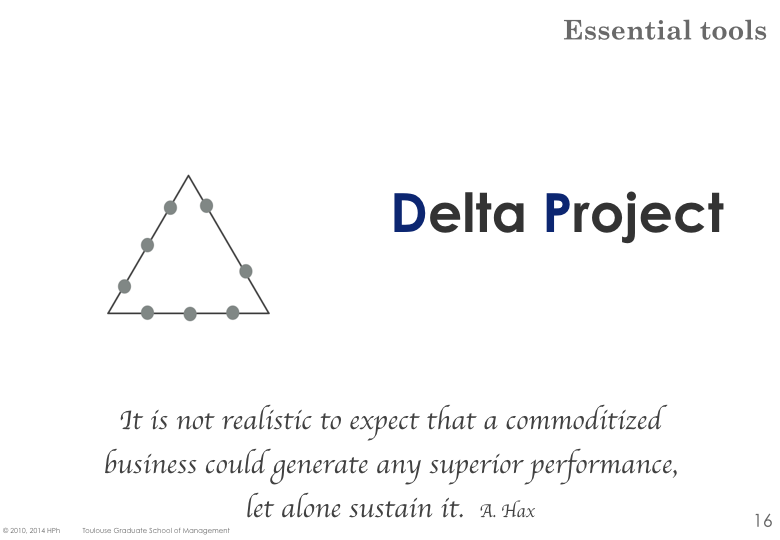 Essential tools
Delta Project
It is not realistic to expect that a commoditized
business could generate any superior performance,
let alone sustain it. A. Hax
© 2010, 2014 HPh Toulouse Graduate School of Management
16